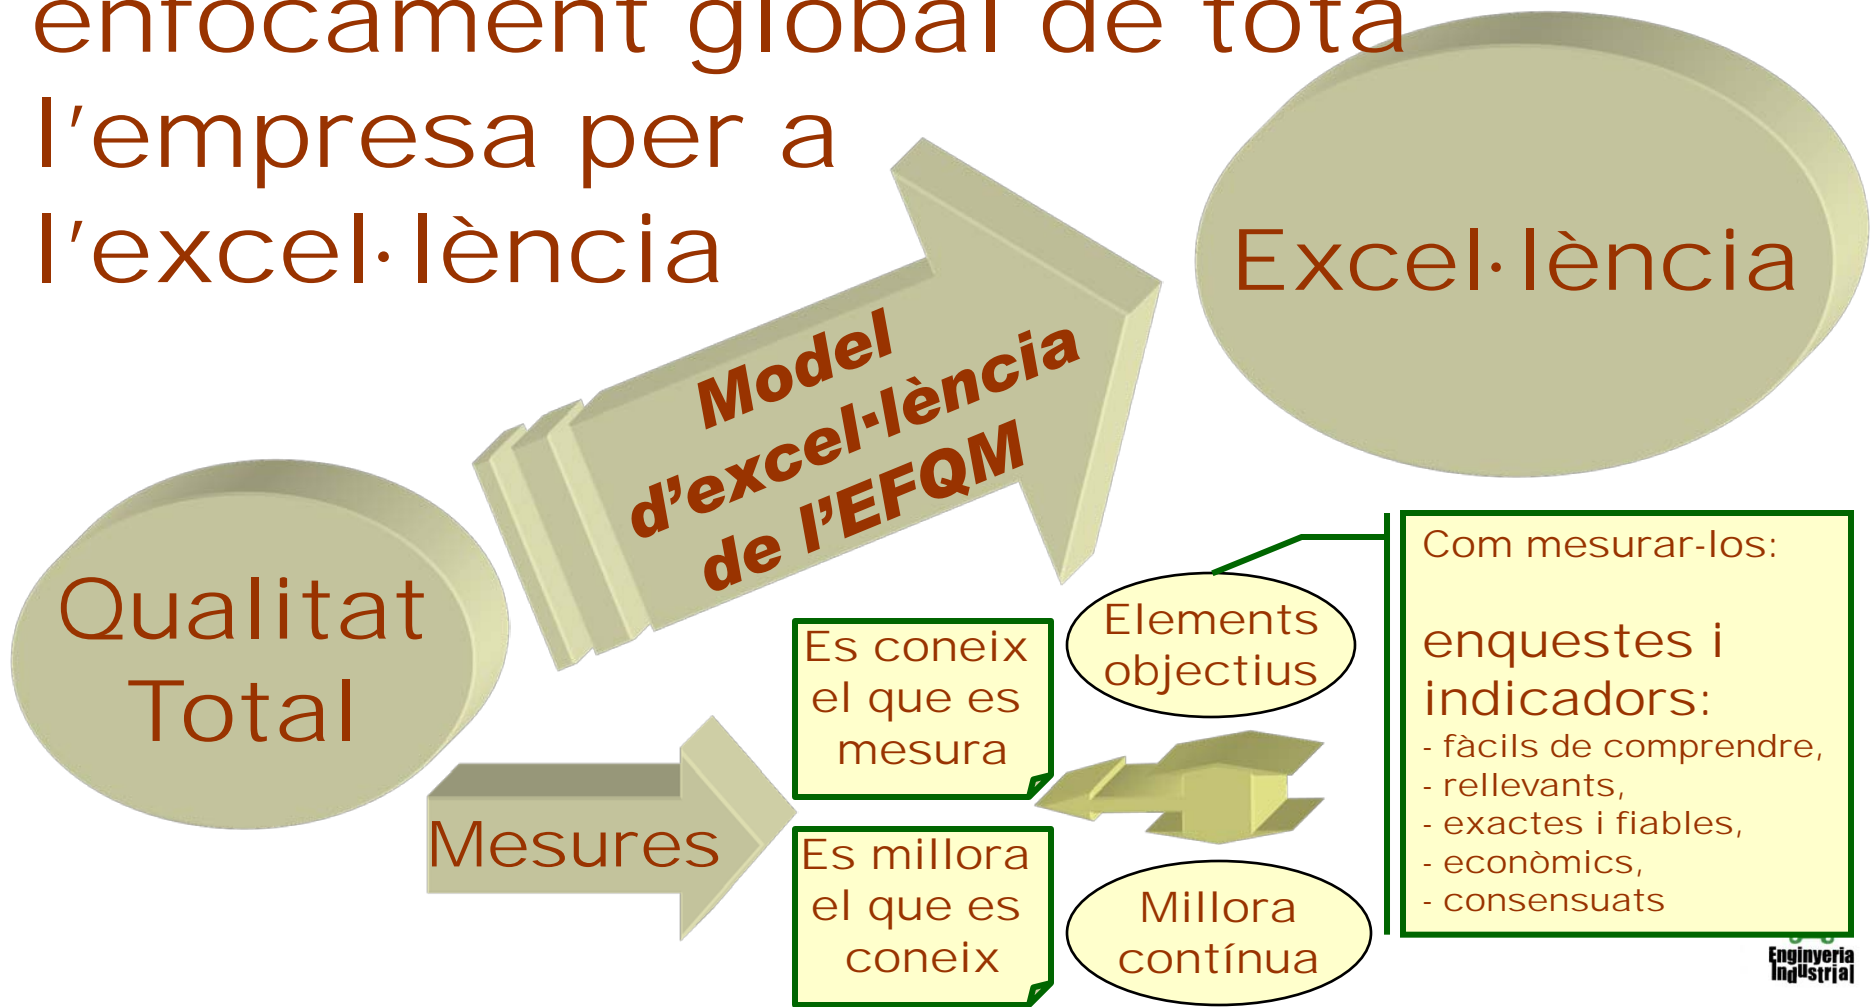 enfocament global de tota
l'empresa per a
l'excel·lència
Excel·lència
Model
d'excel·lència
de l'EFQM
Qualitat
Total
Mesures
Es coneix
el que es
mesura
Es millora
el que es
coneix
Elements
objectius
Millora
contínua
Com mesurar-los:
enquestes i
indicadors:
- fàcils de comprendre,
- rellevants,
- exactes i fiables,
- econòmics,
- consensuats
Enginyeria
Industrial